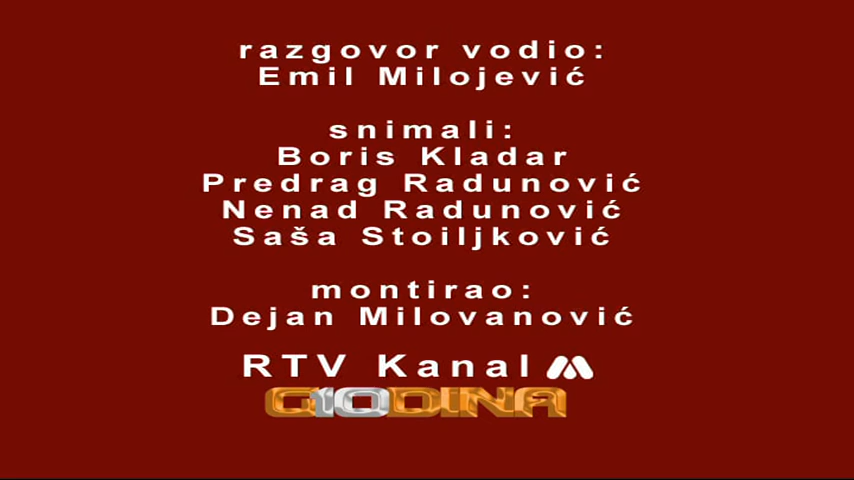 razgovor vodio:
Emil Milojević
snimali:
Boris Kladar
Predrag Radunović
Nenad Radunović
Saša Stoiljković
montirao:
Dejan Milovanović
RTV Kanal M
G10DINA